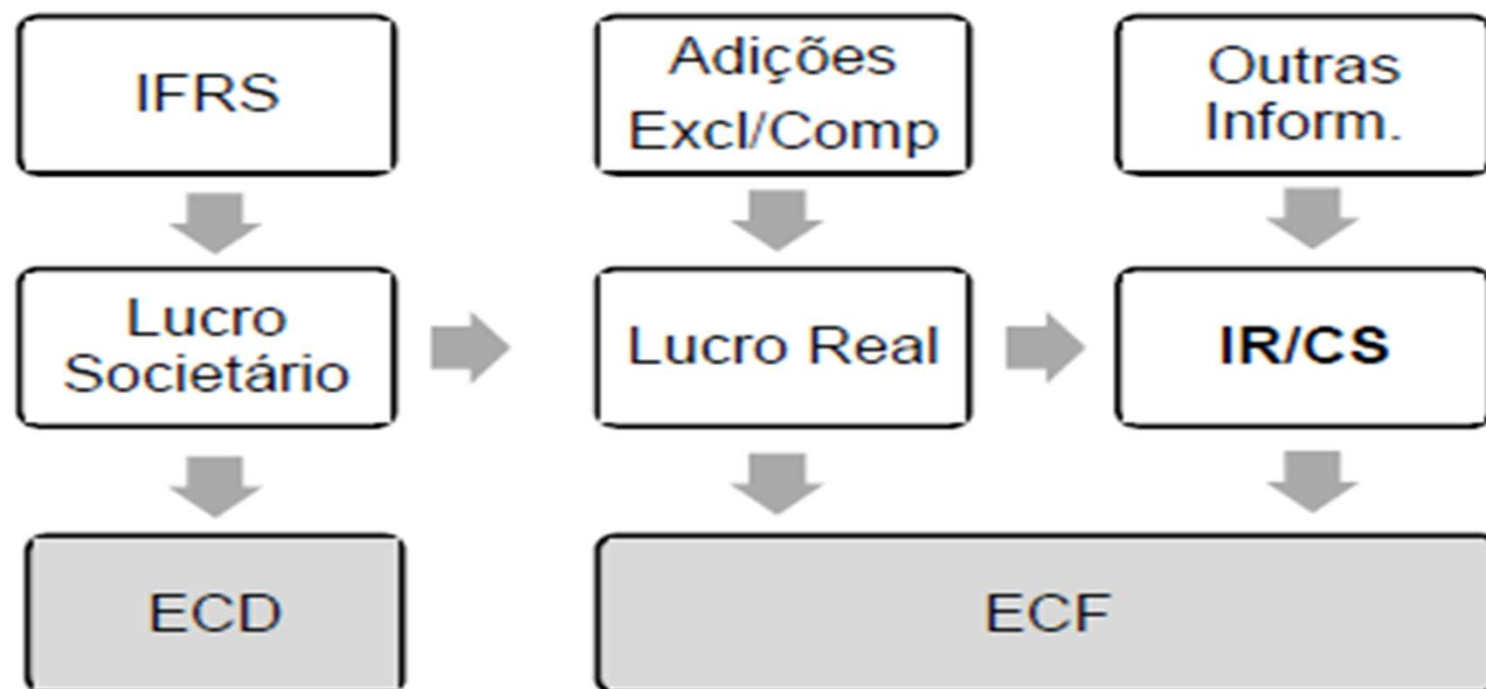 IFRS
Adições
Excl/Comp
Outras
Inform.
Lucro
Societário
Lucro Real
IR/CS
ECD
ECF